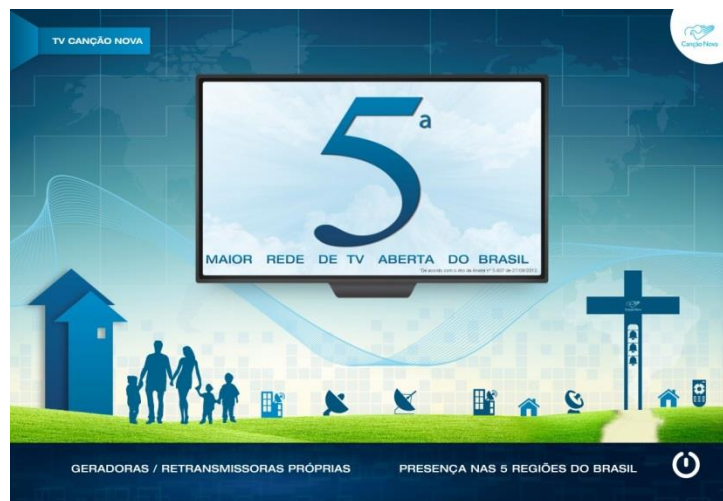 TV CANÇÃO NOVA
Canção Nova
5ª
MAIOR REDE DE TV ABERTA DO BRASIL
GERADORAS / RETRANSMISSORAS PRÓPRIAS
PRESENÇA NAS 5 REGIÕES DO BRASIL